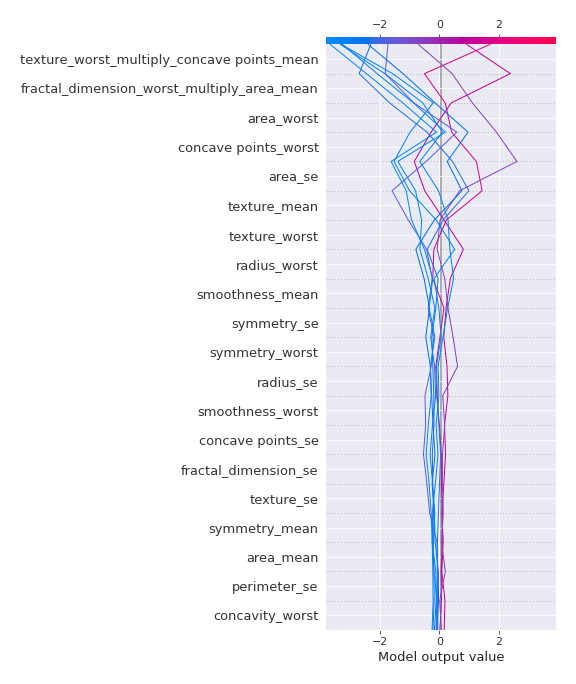 −2 0 2
texture_worst_multiply_concave points_mean
fractal_dimension_worst_multiply_area_mean
area_worst
concave points_worst
area_se
texture_mean
texture_worst
radius_worst
smoothness_mean
symmetry_se
symmetry_worst
radius_se
smoothness_worst
concave points_se
fractal_dimension_se
texture_se
symmetry_mean
area_mean
perimeter_se
concavity_worst
−2 0 2
Model output value